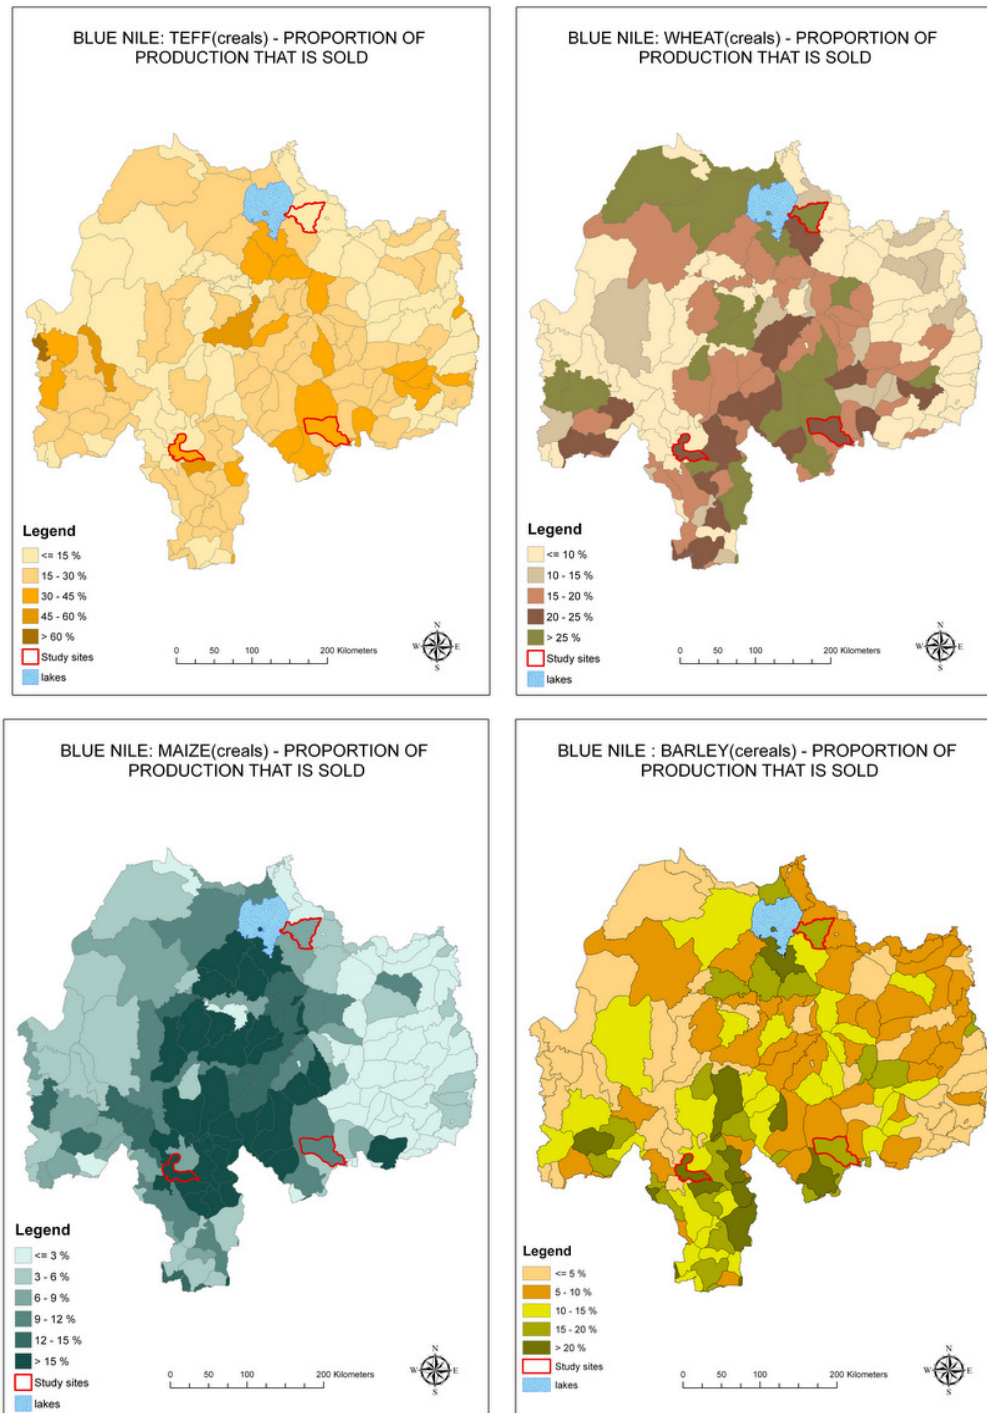 BLUE NILE: TEFF(creals) - PROPORTION OF
PRODUCTION THAT IS SOLD
Legend
<= 15 %
15 - 30 %
30 - 45 %
45 - 60 %
> 60 %
Study sites
lakes
0 50 100 200 Kilometers
N
W E
S
BLUE NILE: WHEAT(creals) - PROPORTION OF
PRODUCTION THAT IS SOLD
Legend
<= 10 %
10 - 15 %
15 - 20 %
20 - 25 %
> 25 %
Study sites
lakes
0 50 100 200 Kilometers
N
W E
S
BLUE NILE: MAIZE(creals) - PROPORTION OF
PRODUCTION THAT IS SOLD
Legend
<= 3 %
3 - 6 %
6 - 9 %
9 - 12 %
12 - 15 %
> 15 %
Study sites
lakes
0 50 100 200 Kilometers
N
W E
S
BLUE NILE : BARLEY(cereals) - PROPORTION OF
PRODUCTION THAT IS SOLD
Legend
<= 5 %
5 - 10 %
10 - 15 %
15 - 20 %
> 20 %
Study sites
lakes
0 50 100 200 Kilometers
N
W E
S